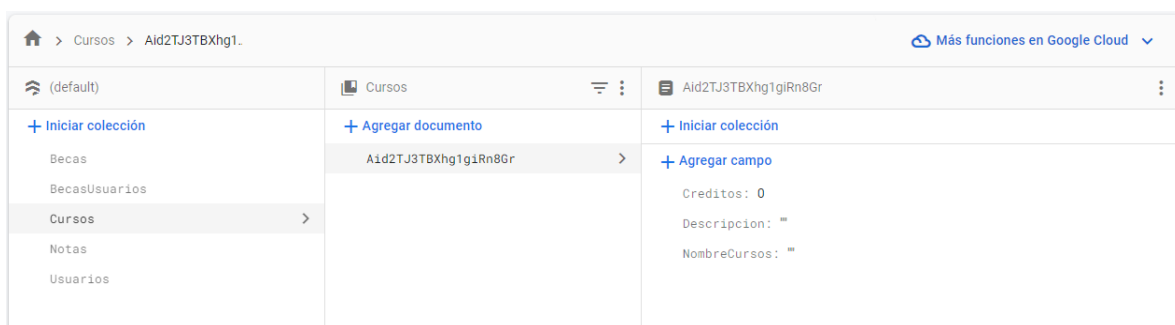 > Cursos > Aid2TJ3TBXhg1..
Más funciones en Google Cloud
(default)
Cursos
Aid2TJ3TBXhg1giRn8Gr
+ Iniciar colección
+ Agregar documento
+ Iniciar colección
Becas
BecasUsuarios
Cursos >
Notas
Usuarios
Aid2TJ3TBXhg1giRn8Gr >
+ Agregar campo
Creditos: 0
Descripcion: ""
NombreCursos: ""